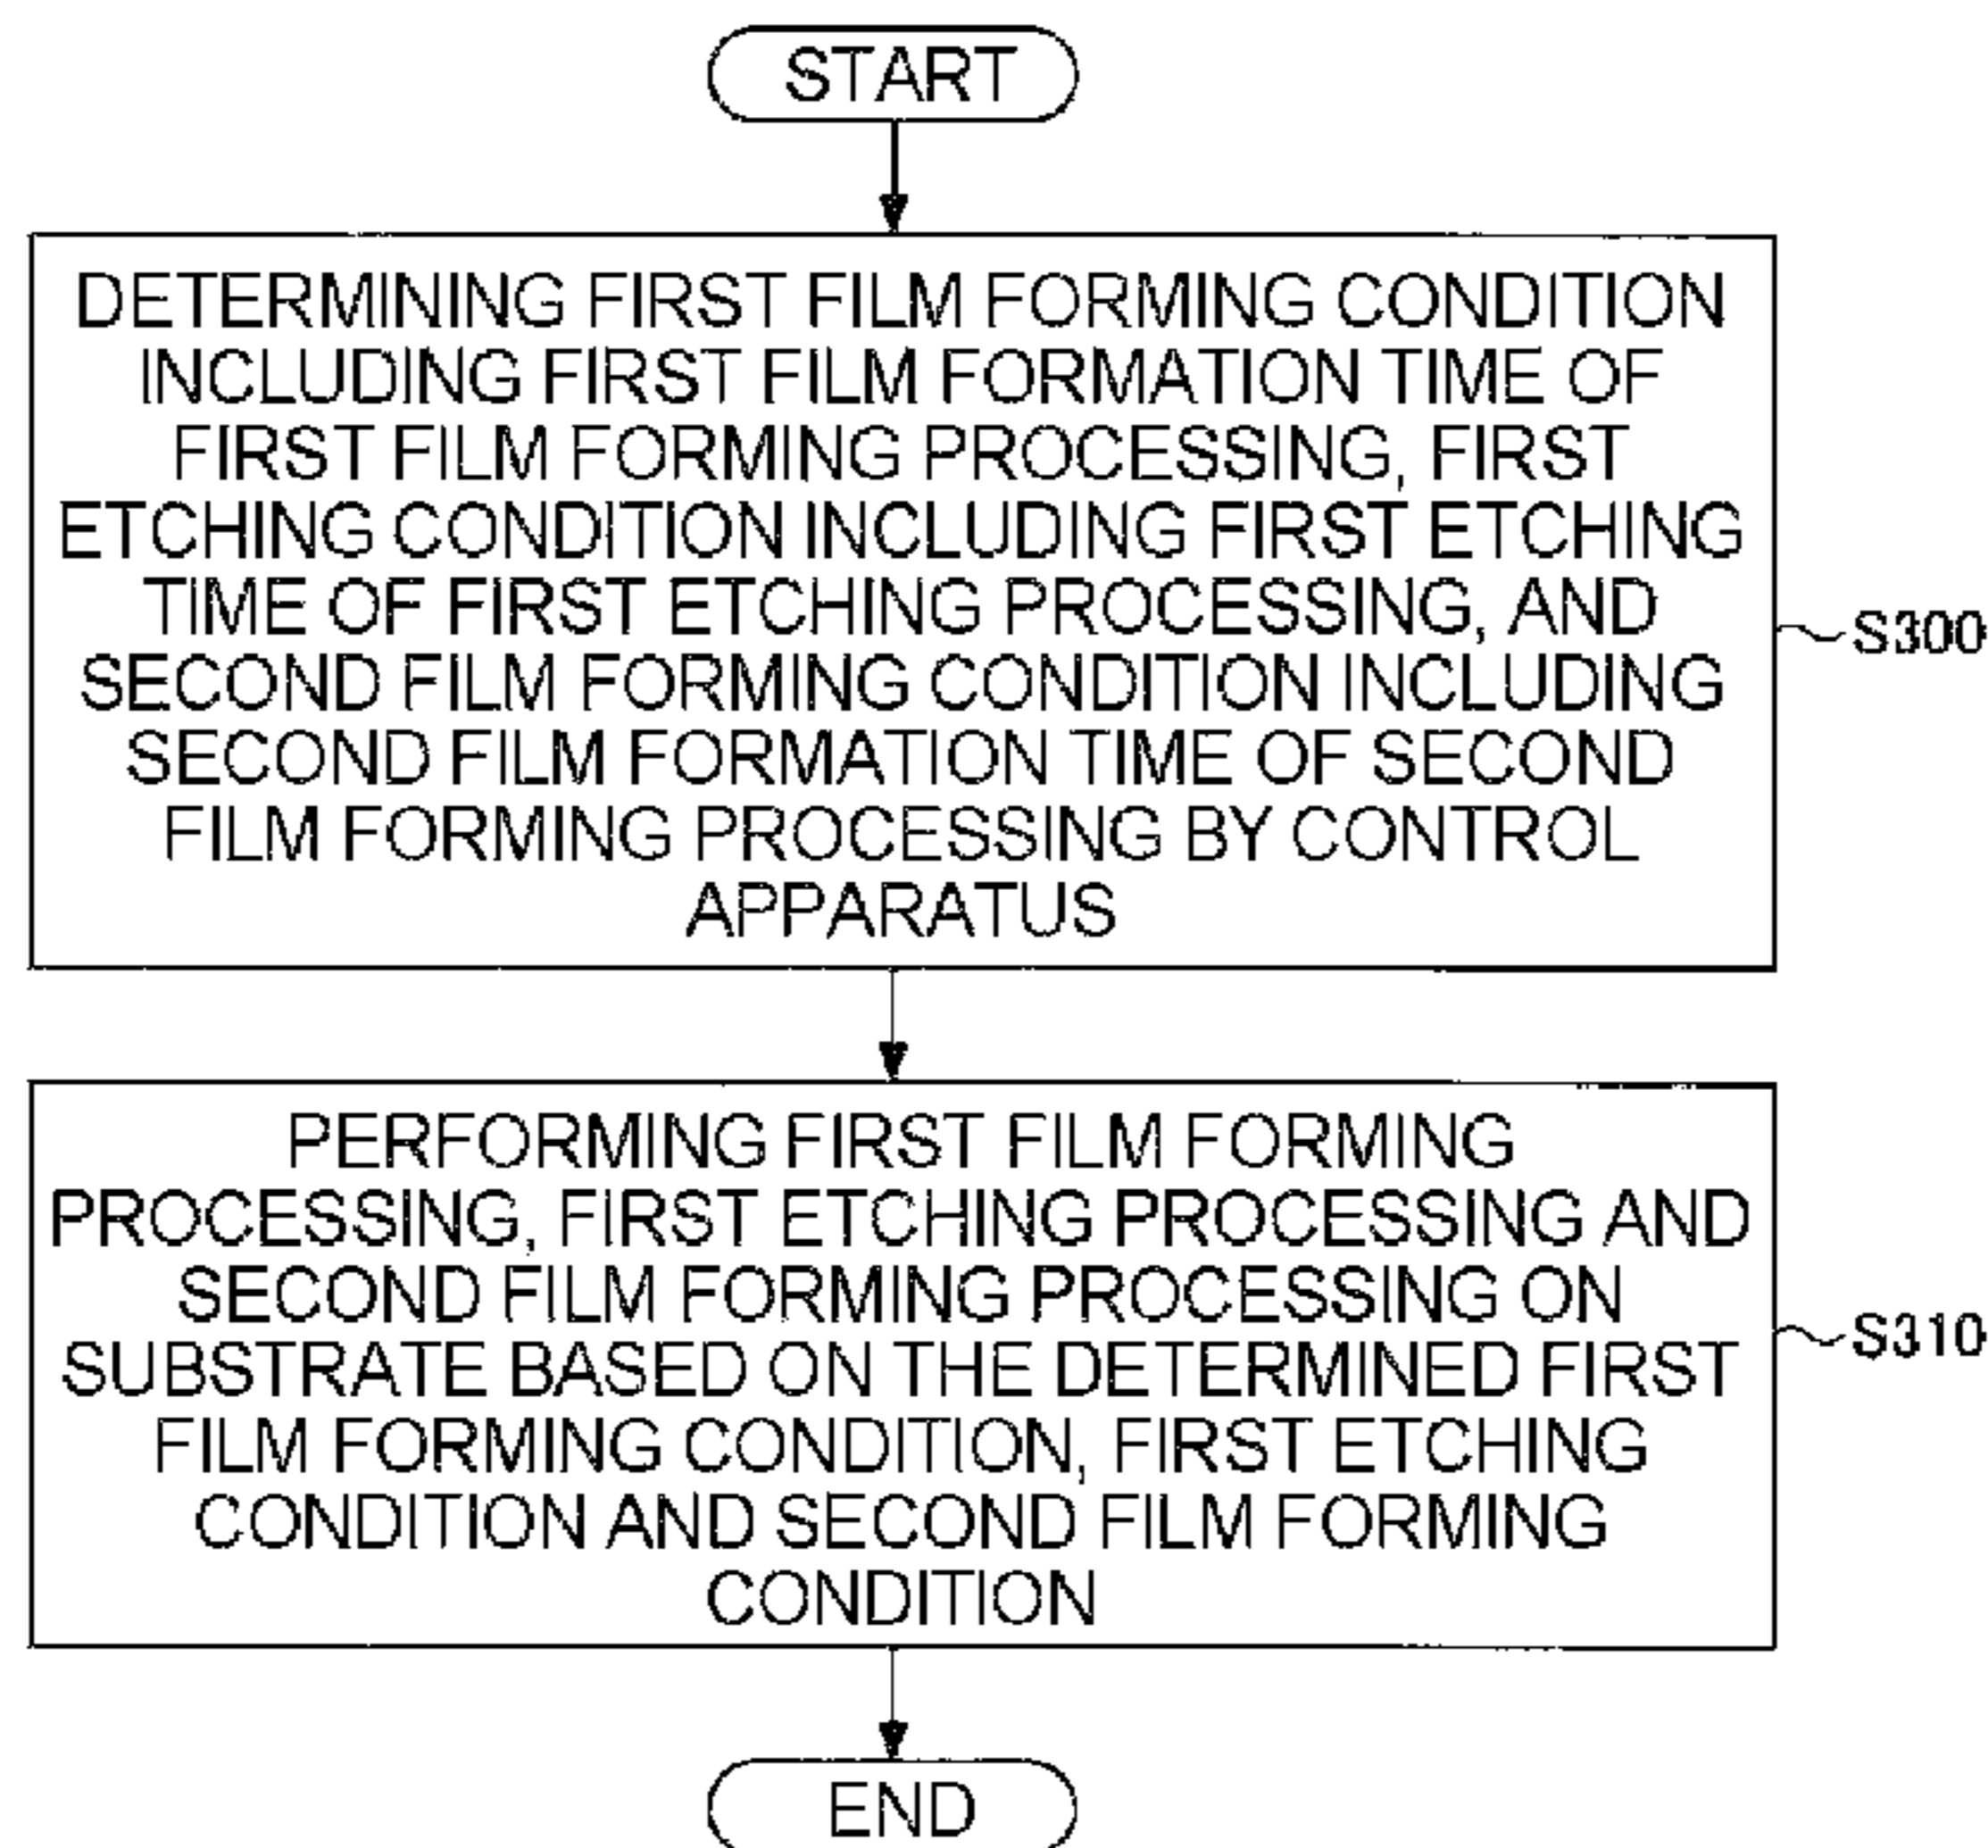 START
DETERMINING FIRST FILM FORMING CONDITION
INCLUDING FIRST FILM FORMATION TIME OF
FIRST FILM FORMING PROCESSING, FIRST
ETCHING CONDITION INCLUDING FIRST ETCHING
TIME OF FIRST ETCHING PROCESSING, AND
SECOND FILM FORMING CONDITION INCLUDING
SECOND FILM FORMATION TIME OF SECOND
FILM FORMING PROCESSING BY CONTROL
APPARATUS
S300
PERFORMING FIRST FILM FORMING
PROCESSING, FIRST ETCHING PROCESSING AND
SECOND FILM FORMING PROCESSING ON
SUBSTRATE BASED ON THE DETERMINED FIRST
FILM FORMING CONDITION, FIRST ETCHING
CONDITION AND SECOND FILM FORMING
CONDITION
S310
END